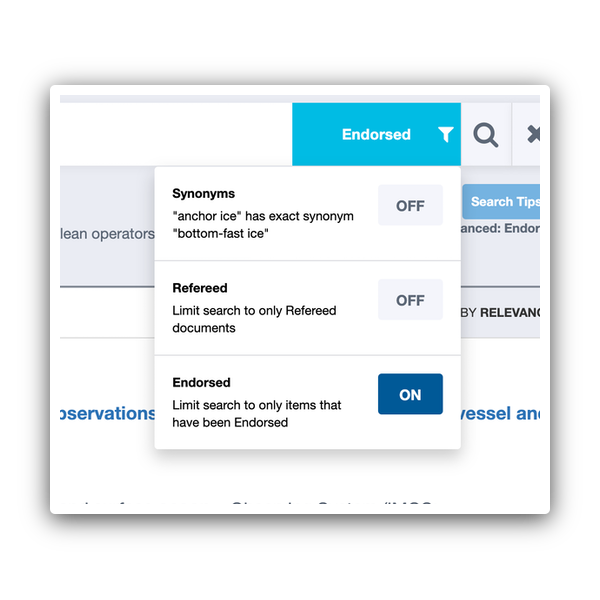 Endorsed
Search Tips
Synonyms
"anchor ice" has exact synonym
"bottom-fast ice"
OFF
lean operators
anced: Endor
Refereed
Limit search to only Refereed
documents
OFF
BY RELEVANC
Endorsed
Limit search to only items that
have been Endorsed
ON
bservations
vessel and